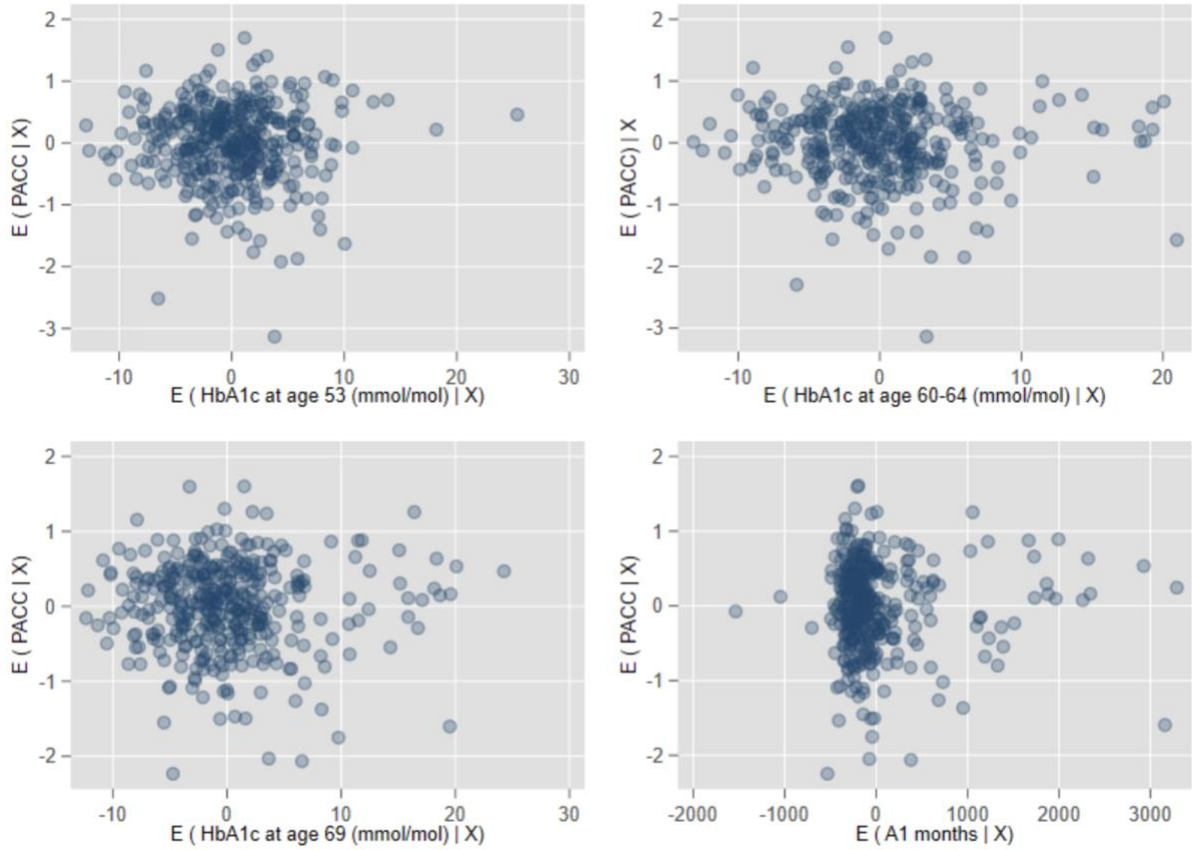 2
1
0
-1
-2
-3
E ( PACC | X)
-10 0 10 20 30
E ( HbA1c at age 53 (mmol/mol) | X)
2
1
0
-1
-2
-3
E ( PACC) | X
-10 0 10 20
E ( HbA1c at age 60-64 (mmol/mol) | X)
2
1
0
-1
-2
E ( PACC | X)
-10 0 10 20 30
E ( HbA1c at age 69 (mmol/mol) | X)
2
1
0
-1
-2
E ( PACC | X)
-2000 -1000 0 1000 2000 3000
E ( A1 months | X)